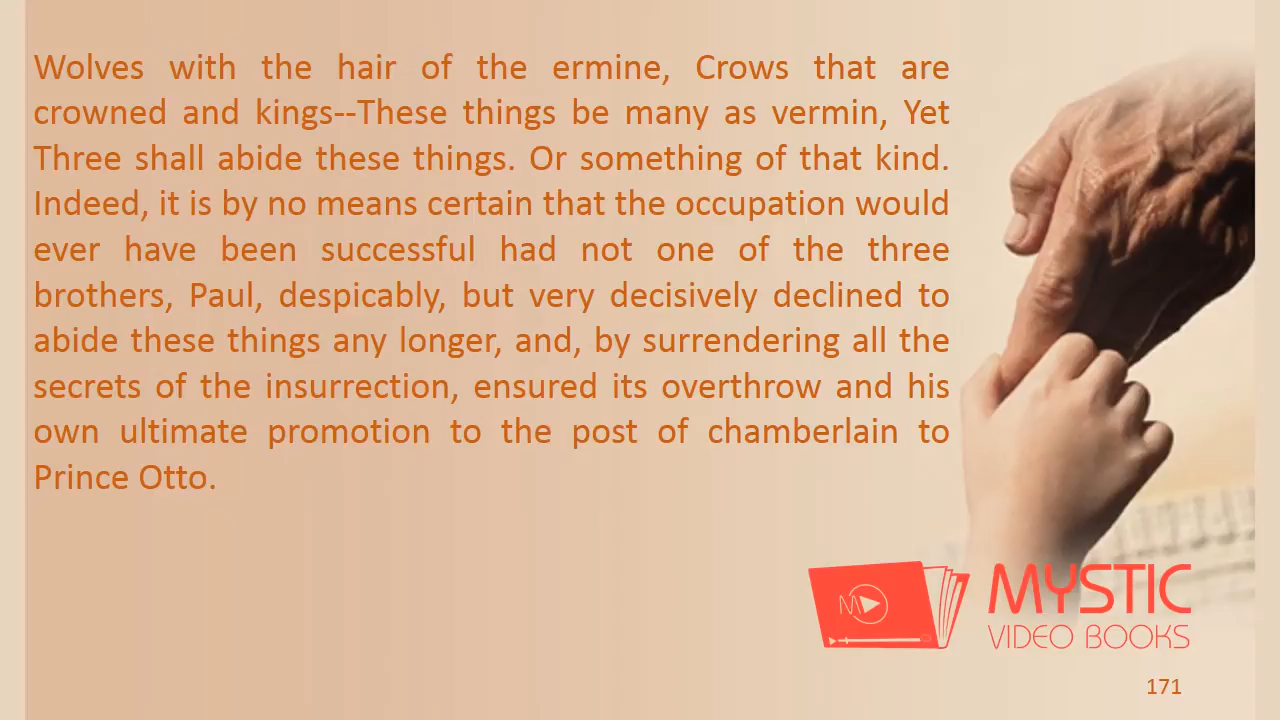 Wolves with the hair of the ermine, Crows that are
crowned and kings--These things be many as vermin, Yet
Three shall abide these things. Or something of that kind.
Indeed, it is by no means certain that the occupation would
ever have been successful had not one of the three
brothers, Paul, despicably, but very decisively declined to
abide these things any longer, and, by surrendering all the
secrets of the insurrection, ensured its overthrow and his
own ultimate promotion to the post of chamberlain to
Prince Otto.
M
MYSTIC
VIDEO BOOKS
171